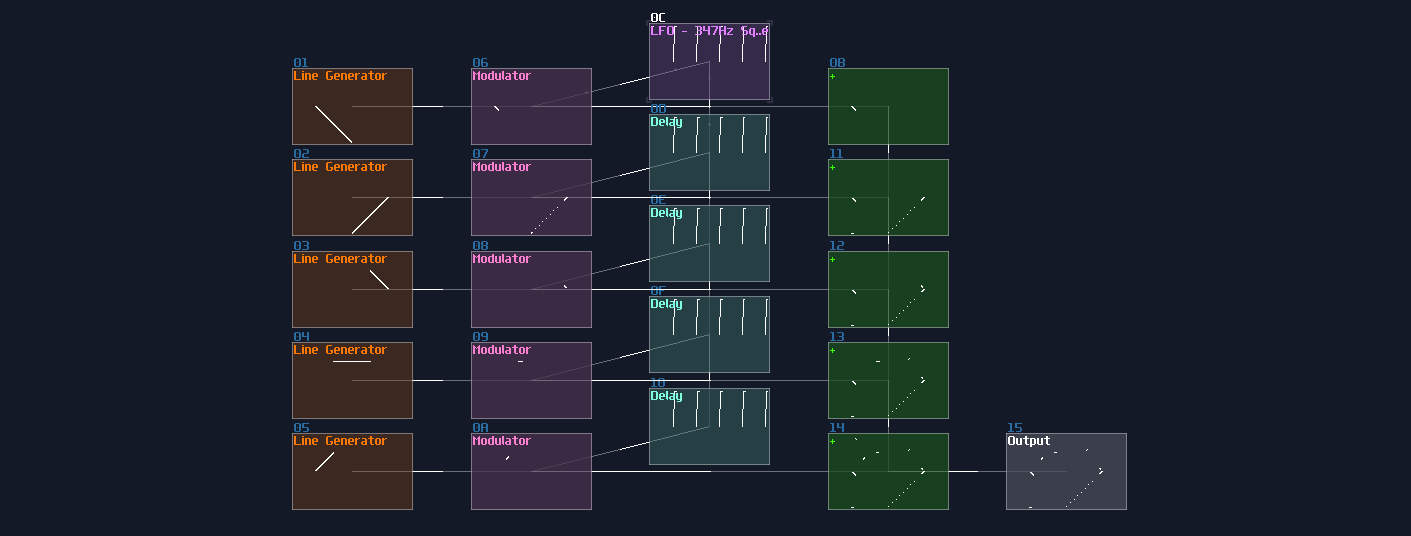 0C
LFO - 347Hz Sq…e
01
Line Generator
06
Modulator
0B
+
0D
Delay
02
Line Generator
07
Modulator
11
+
0E
Delay
03
Line Generator
08
Modulator
12
+
0F
Delay
04
Line Generator
09
Modulator
13
+
10
Delay
05
Line Generator
0A
Modulator
14
+
15
Output